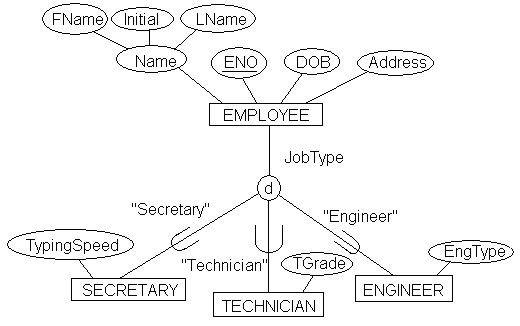 FName
Initial
LName
Name
ENO
DOB
Address
EMPLOYEE
JobType
d
"Secretary"
"Engineer"
"Technician"
TypingSpeed
TGrade
EngType
SECRETARY
TECHNICIAN
ENGINEER